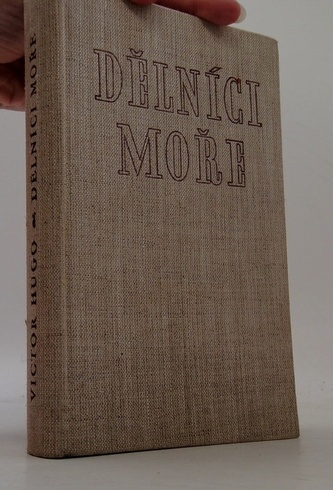 DĚLNÍCI
MOŘE
VICTOR HUGO - DĚLNÍCI MOŘE